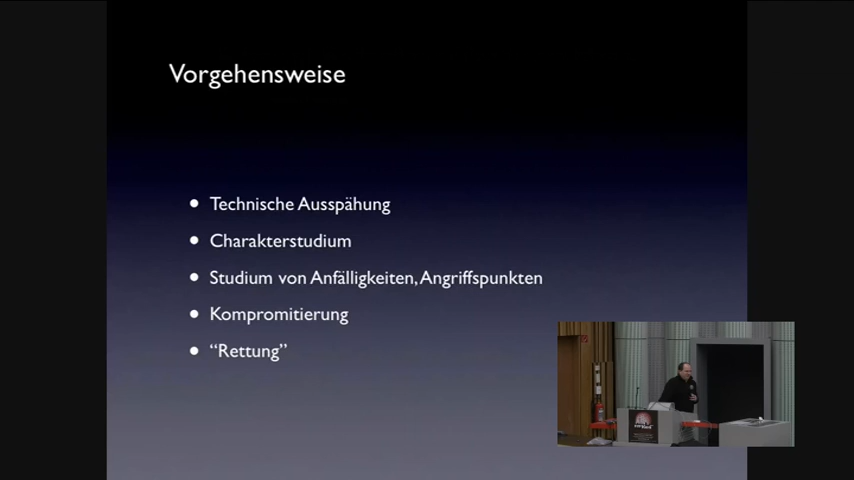 Vorgehensweise
Technische Ausspähung
Charakterstudium
Studium von Anfälligkeiten, Angriffspunkten
Kompromitierung
“Rettung”